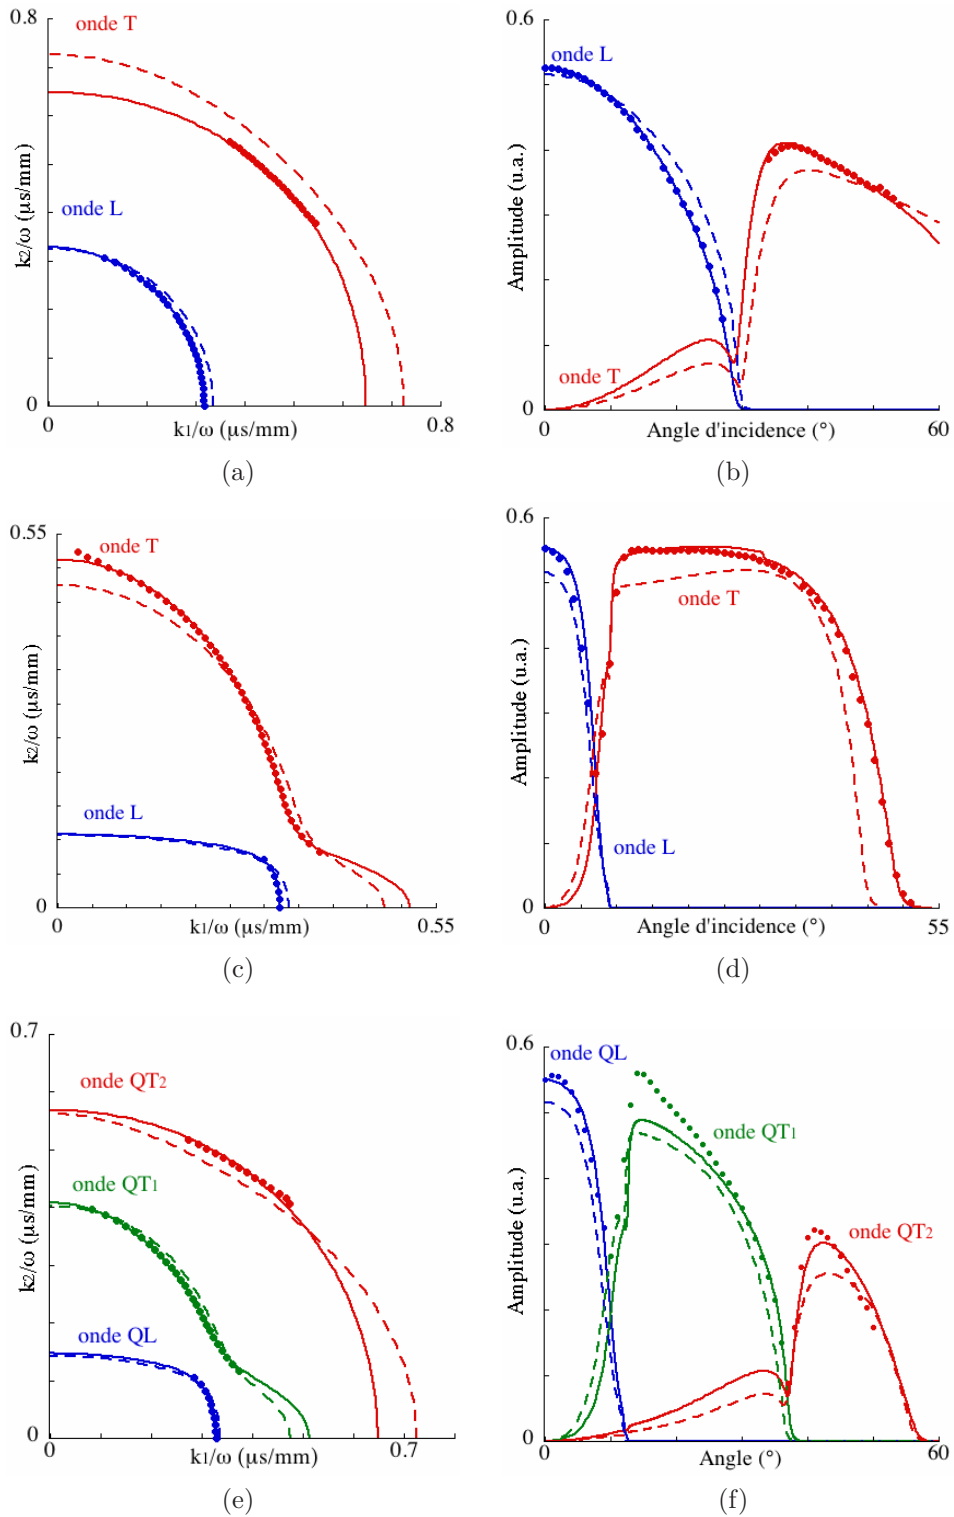 0.8
onde T
onde L
k2/ω (μs/mm)
0
k1/ω (μs/mm)
0.8
(a)
0.6
onde L
Amplitude (u.a.)
onde T
0
0
Angle d'incidence (°)
60
(b)
0.55
onde T
k2/ω (μs/mm)
onde L
0
0
k1/ω (μs/mm)
0.55
(c)
0.6
onde T
Amplitude (u.a.)
onde L
0
0
Angle d'incidence (°)
55
(d)
0.7
onde QT2
onde QT1
k2/ω (μs/mm)
onde QL
0
0
k1/ω (μs/mm)
0.7
(e)
0.6
onde QL
onde QT1
onde QT2
Amplitude (u.a.)
0
0
Angle (°)
60
(f)